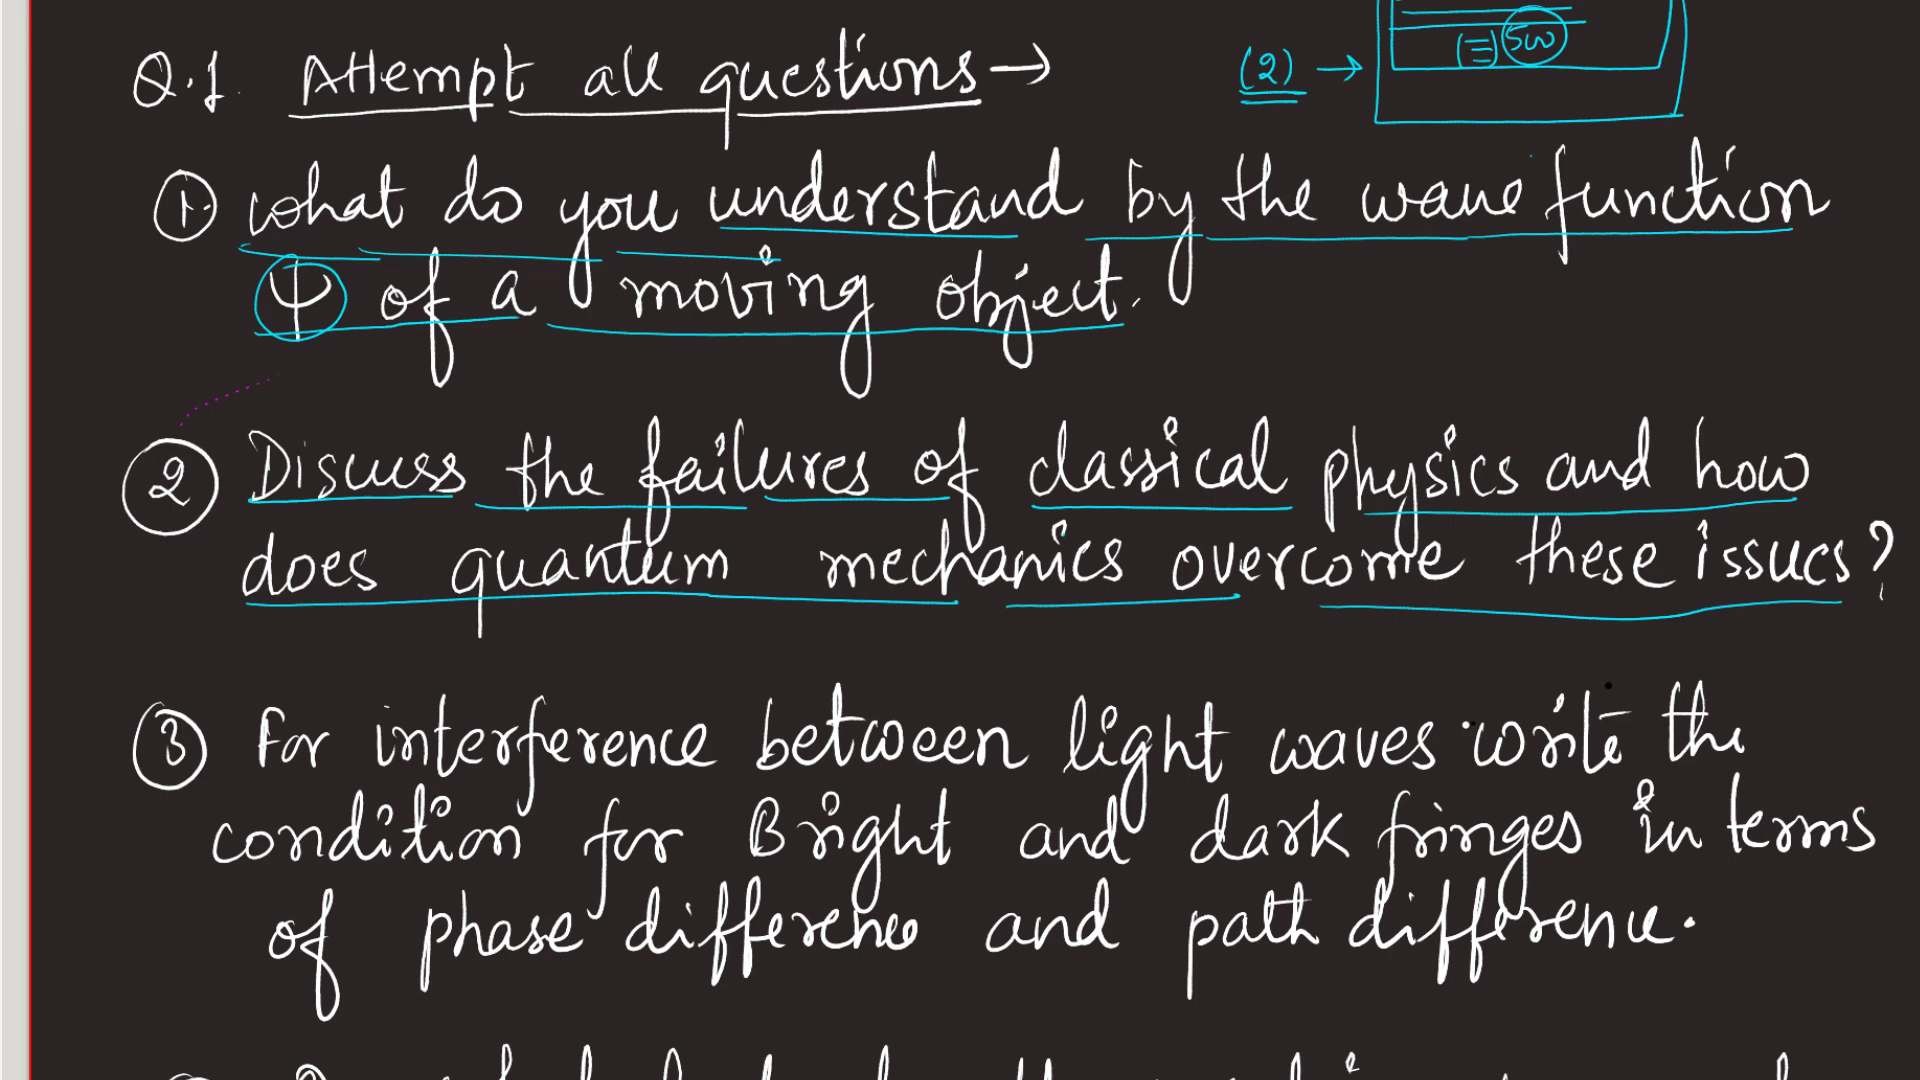 Q.1 Attempt all questions →
(2) →
(=) 500
① what do you understand by the wave function
ψ of a moving object.
② Discuss the failures of classical physics and how
does quantum mechanics overcome these issues?
③ For interference between light waves write the
condition for Bright and dark fringes in terms
of phase difference and path difference.